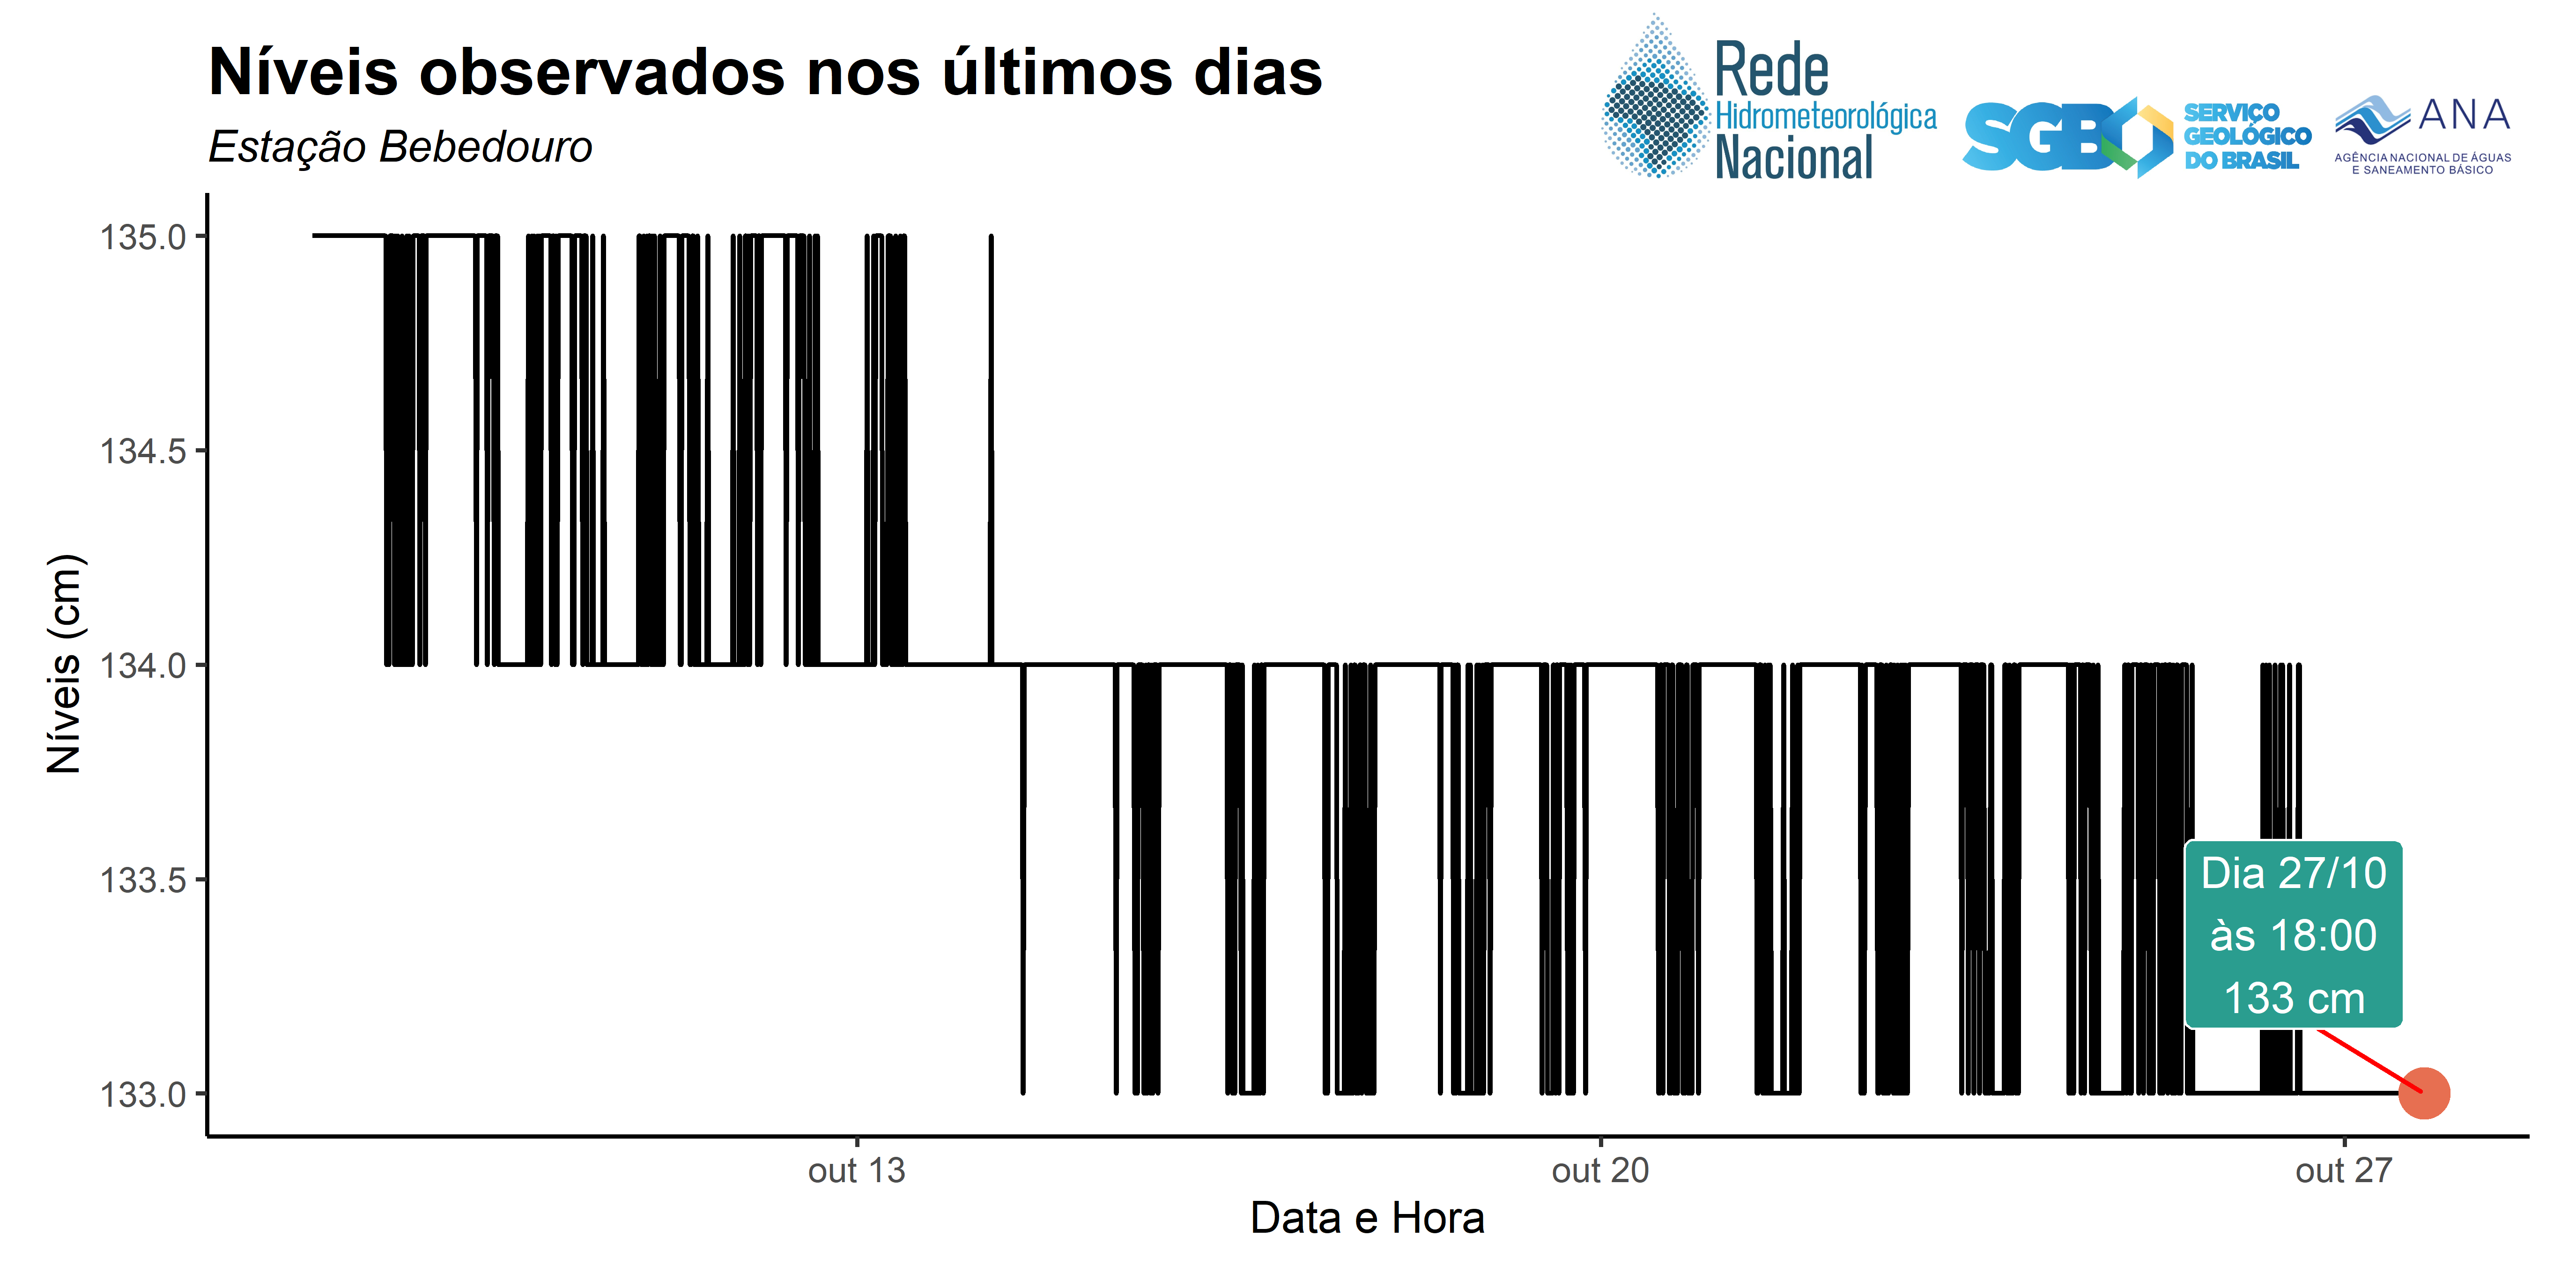 Níveis observados nos últimos dias
Estação Bebedouro
Rede
Hidrometeorológica
Nacional
SGB
SERVIÇO
GEOLÓGICO
DO BRASIL
ANA
AGÊNCIA NACIONAL DE ÁGUAS
E SANEAMENTO BÁSICO
Níveis (cm)
135.0
134.5
134.0
133.5
133.0
Dia 27/10
às 18:00
133 cm
out 13
out 20
out 27
Data e Hora